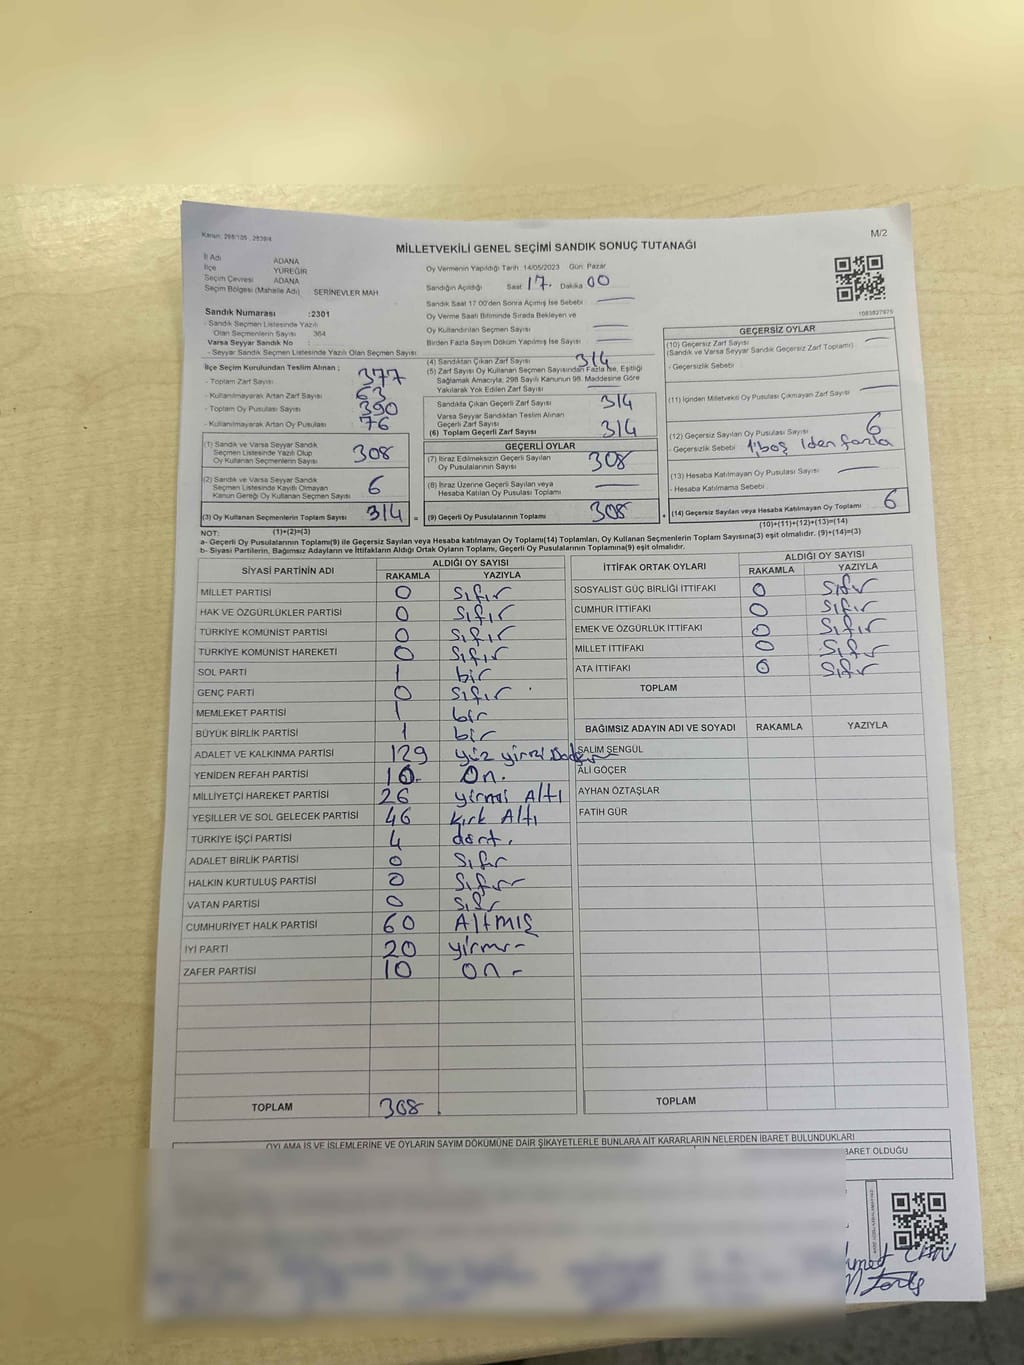 Kanun: 298/105 , 2839/4
M/2
MİLLETVEKİLİ GENEL SEÇİMİ SANDIK SONUÇ TUTANAĞI
İl Adı ADANA
İlçe YÜREĞİR
Seçim Çevresi ADANA
Seçim Bölgesi (Mahalle Adı) SERİNEVLER MAH
Sandık Numarası :2301
- Sandık Seçmen Listesinde Yazılı
Olan Seçmenlerin Sayısı 364
Varsa Seyyar Sandık No :
- Seyyar Sandık Seçmen Listesinde Yazılı Olan Seçmen Sayısı
İlçe Seçim Kurulundan Teslim Alınan ;
- Toplam Zarf Sayısı 377
- Kullanılmayarak Artan Zarf Sayısı 63
- Toplam Oy Pusulası Sayısı 390
- Kullanılmayarak Artan Oy Pusulası 76
(1) Sandık ve Varsa Seyyar Sandık
Seçmen Listesinde Yazılı Olup
Oy Kullanan Seçmenlerin Sayısı 308
(2) Sandık ve Varsa Seyyar Sandık
Seçmen Listesinde Kayıtlı Olmayan
Kanun Gereği Oy Kullanan Seçmen Sayısı 6
(3) Oy Kullanan Seçmenlerin Toplam Sayısı 314
Oy Vermenin Yapıldığı Tarih 14/05/2023 Gün: Pazar
Sandığın Açıldığı Saat 17. Dakika 00
Sandık Saat 17.00'den Sonra Açımış İse Sebebi
Oy Verme Saati Bitiminde Sırada Bekleyen ve
Oy Kullandırılan Seçmen Sayısı
Birden Fazla Sayım Döküm Yapılmış İse Sayısı
(4) Sandıktan Çıkan Zarf Sayısı 314
(5) Zarf Sayısı Oy Kullanan Seçmen Sayısından Fazla İse, Eşitliği
Sağlamak Amacıyla; 298 Sayılı Kanunun 98. Maddesine Göre
Yakılarak Yok Edilen Zarf Sayısı
Sandıkta Çıkan Geçerli Zarf Sayısı 314
Varsa Seyyar Sandıktan Teslim Alınan
Geçerli Zarf Sayısı
(6) Toplam Geçerli Zarf Sayısı 314
GEÇERLİ OYLAR
(7) İtiraz Edilmeksizin Geçerli Sayılan
Oy Pusulalarının Sayısı 308
(8) İtiraz Üzerine Geçerli Sayılan veya
Hesaba Katılan Oy Pusulası Toplamı
= (9) Geçerli Oy Pusulalarının Toplamı 308
1083827975
GEÇERSİZ OYLAR
(10) Geçersiz Zarf Sayısı
(Sandık ve Varsa Seyyar Sandık Geçersiz Zarf Toplamı)
- Geçersizlik Sebebi
(11) İçinden Milletvekili Oy Pusulası Çıkmayan Zarf Sayısı
(12) Geçersiz Sayılan Oy Pusulası Sayısı 6
- Geçersizlik Sebebi boş 1den fazla
(13) Hesaba Katılmayan Oy Pusulası Sayısı
- Hesaba Katılmama Sebebi
(14) Geçersiz Sayılan veya Hesaba Katılmayan Oy Toplamı 6
NOT: (1)+(2)=(3) (10)+(11)+(12)+(13)=(14)
a- Geçerli Oy Pusulalarının Toplamı(9) ile Geçersiz Sayılan veya Hesaba katılmayan Oy Toplamı(14) Toplamları, Oy Kullanan Seçmenlerin Toplam Sayısına(3) eşit olmalıdır. (9)+(14)=(3)
b- Siyasi Partilerin, Bağımsız Adayların ve İttifakların Aldığı Ortak Oyların Toplamı, Geçerli Oy Pusulalarının Toplamına(9) eşit olmalıdır.
SİYASİ PARTİNİN ADI ALDIĞI OY SAYISI
RAKAMLA YAZIYLA
MİLLET PARTİSİ 0 sıfır
HAK VE ÖZGÜRLÜKLER PARTİSİ 0 sıfır
TÜRKİYE KOMÜNİST PARTİSİ 0 sıfır
TÜRKİYE KOMÜNİST HAREKETİ 0 sıfır
SOL PARTİ 1 bir
GENÇ PARTİ 0 sıfır
MEMLEKET PARTİSİ 1 bir
BÜYÜK BİRLİK PARTİSİ 1 bir
ADALET VE KALKINMA PARTİSİ 129 yüz yirmi Dokuz
YENİDEN REFAH PARTİSİ 10- On.
MİLLİYETÇİ HAREKET PARTİSİ 26 yirmi Altı
YEŞİLLER VE SOL GELECEK PARTİSİ 46 kırk Altı
TÜRKİYE İŞÇİ PARTİSİ 4 dört.
ADALET BİRLİK PARTİSİ 0 Sıfır
HALKIN KURTULUŞ PARTİSİ 0 Sıfır
VATAN PARTİSİ 0 Sıfır
CUMHURİYET HALK PARTİSİ 60 Altmış
İYİ PARTİ 20 yirmi-
ZAFER PARTİSİ 10 on -
TOPLAM 308
İTTİFAK ORTAK OYLARI ALDIĞI OY SAYISI
RAKAMLA YAZIYLA
SOSYALİST GÜÇ BİRLİĞİ İTTİFAKI 0 sıfır
CUMHUR İTTİFAKI 0 sıfır
EMEK VE ÖZGÜRLÜK İTTİFAKI 0 sıfır
MİLLET İTTİFAKI 0 sıfır
ATA İTTİFAKI 0 sıfır
TOPLAM
BAĞIMSIZ ADAYIN ADI VE SOYADI RAKAMLA YAZIYLA
SALİM ŞENGÜL
ALİ GÖÇER
AYHAN ÖZTAŞLAR
FATİH GÜR
TOPLAM
OYLAMA İŞ VE İŞLEMLERİNE VE OYLARIN SAYIM DÖKÜMÜNE DAİR ŞİKAYETLERLE BUNLARA AİT KARARLARIN NELERDEN İBARET BULUNDUKLARI
BARET OLDUĞU